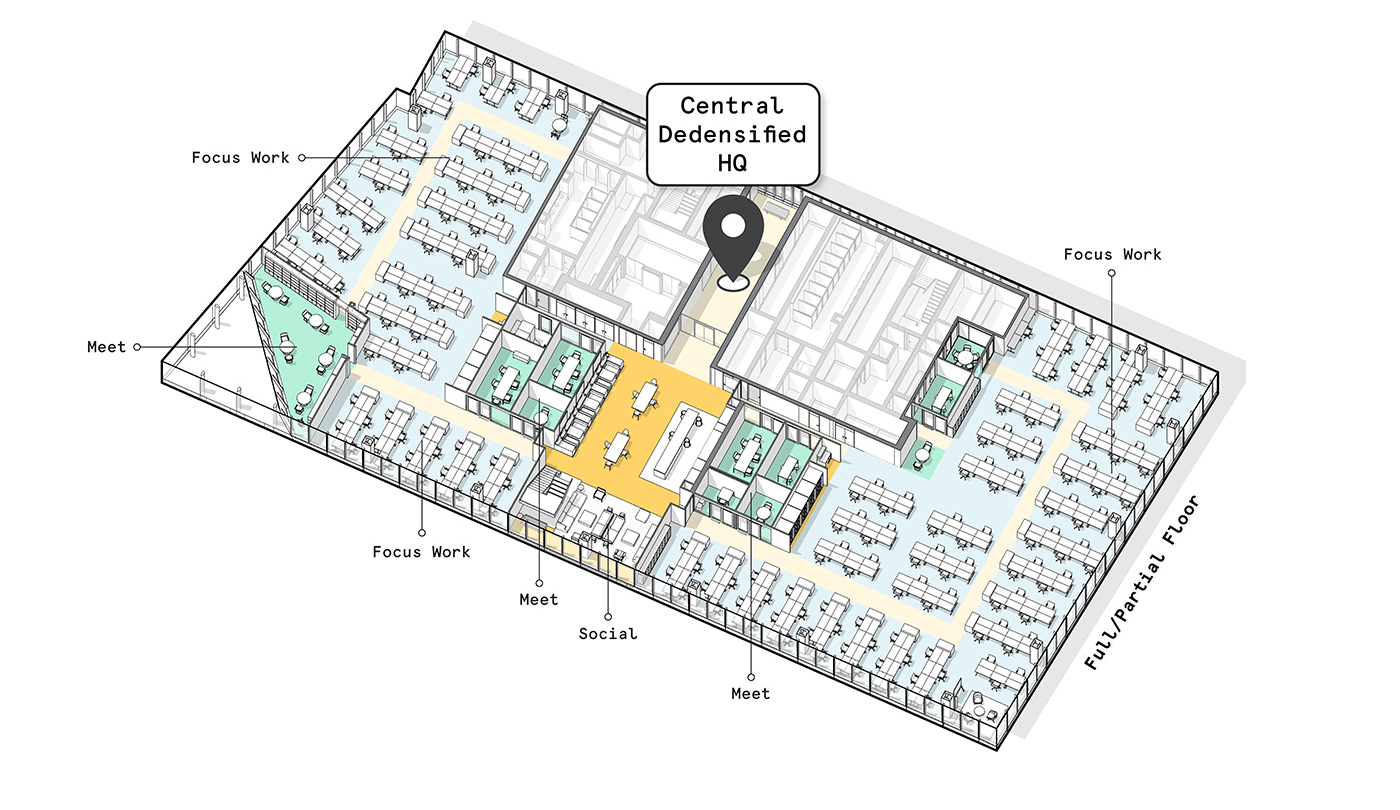 Central
Dedensified
HQ
Focus Work
Focus Work
Meet
Full/Partial Floor
Focus Work
Meet
Social
Meet